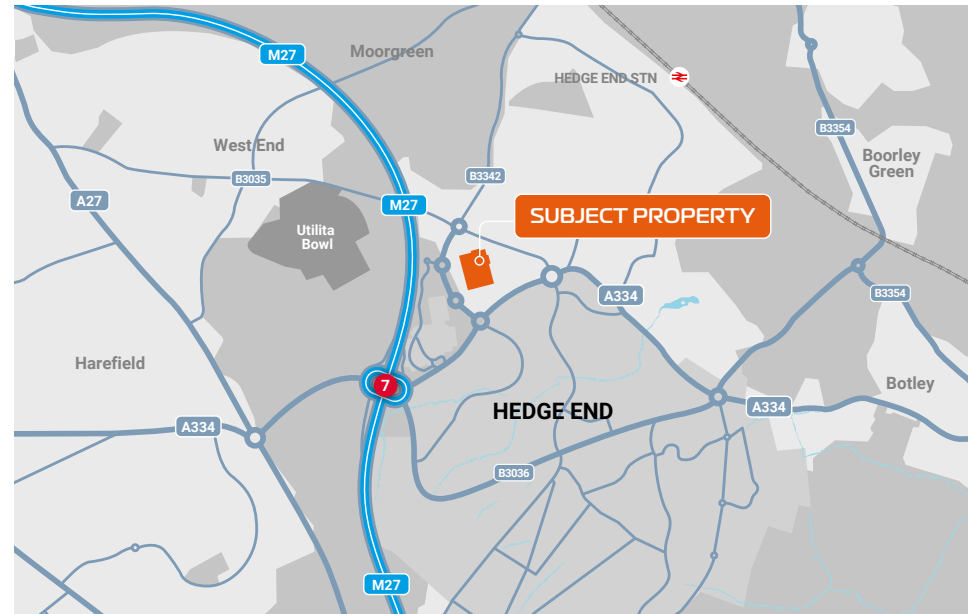 M27
Moorgreen
HEDGE END STN
B3354
West End
Boorley
Green
B3035
B3342
A27
M27
SUBJECT PROPERTY
Utilita
Bowl
A334
B3354
Harefield
7
Botley
HEDGE END
A334
A334
B3036
M27